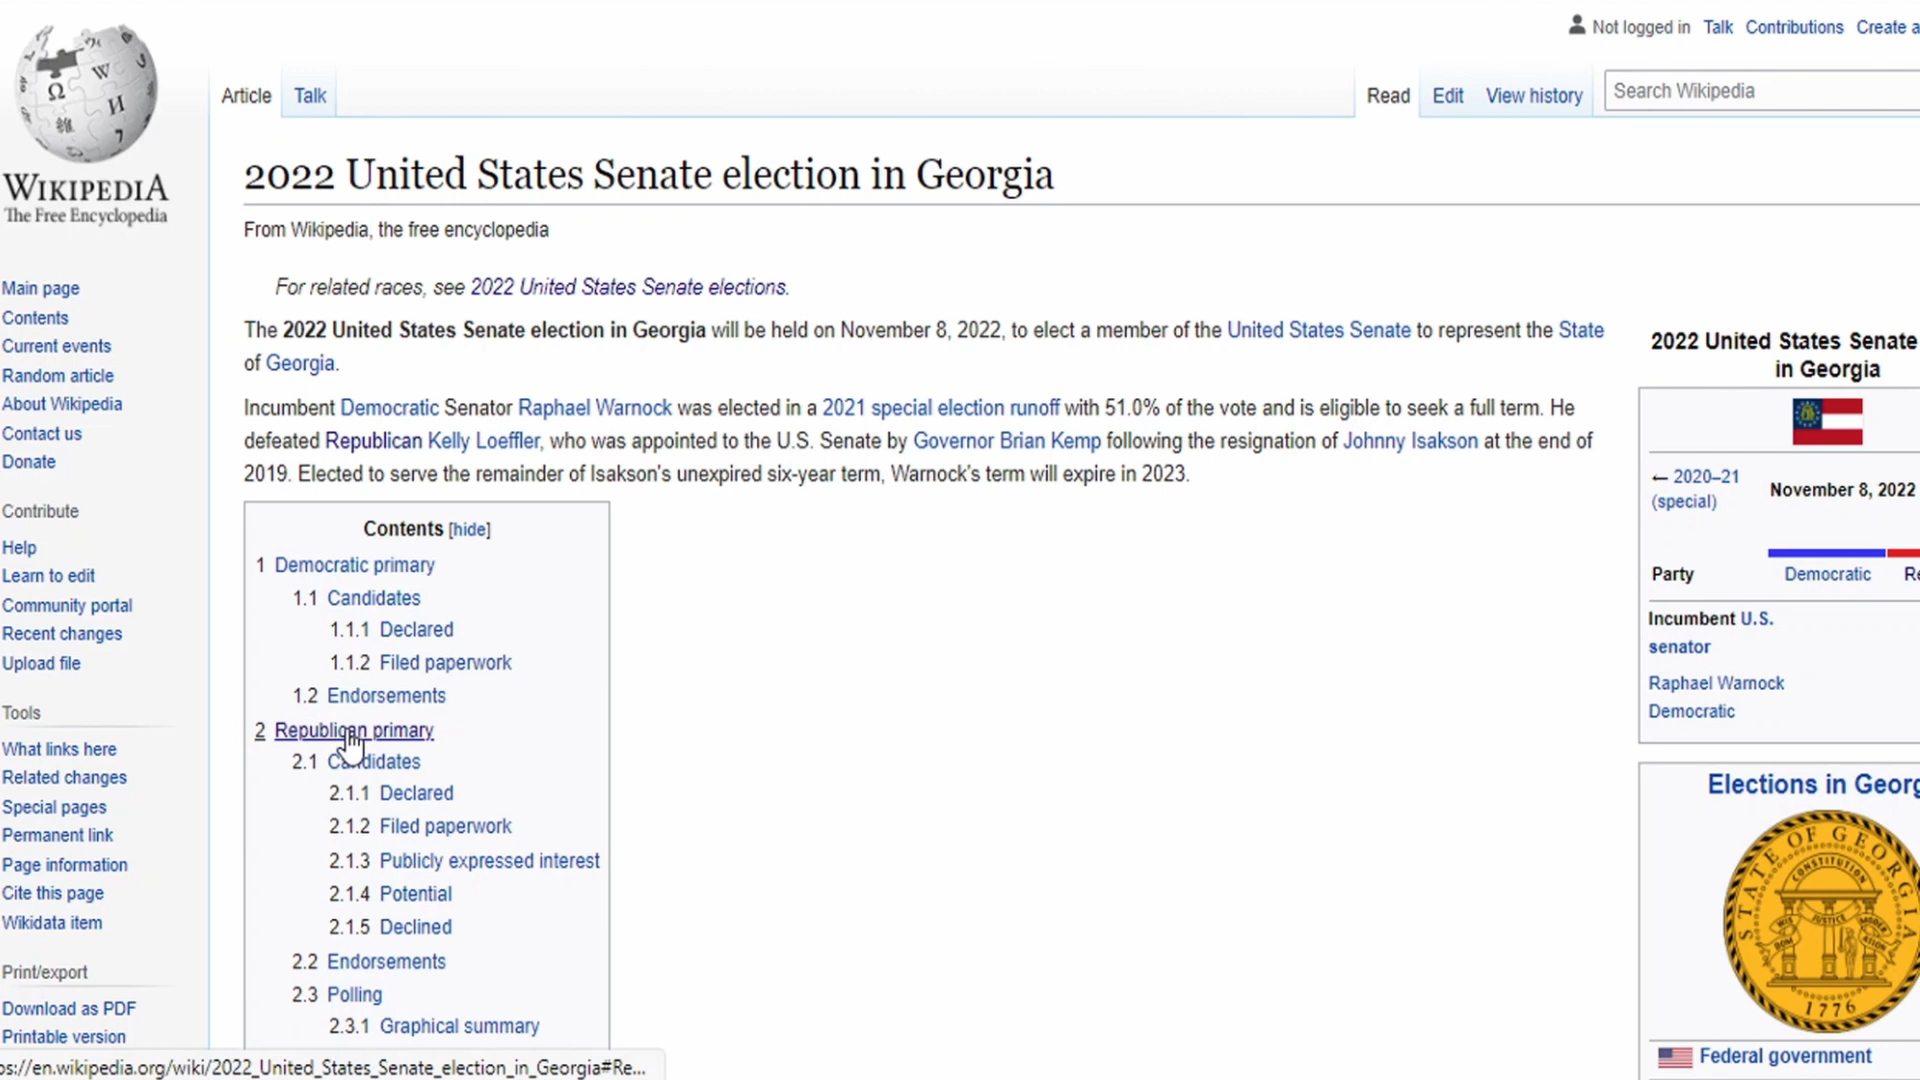 Not logged in Talk Contributions Create a
Article Talk Read Edit View history Search Wikipedia
WIKIPEDIA
The Free Encyclopedia
Main page
Contents
Current events
Random article
About Wikipedia
Contact us
Donate
Contribute
Help
Learn to edit
Community portal
Recent changes
Upload file
Tools
What links here
Related changes
Special pages
Permanent link
Page information
Cite this page
Wikidata item
Print/export
Download as PDF
Printable version
2022 United States Senate election in Georgia
From Wikipedia, the free encyclopedia
For related races, see 2022 United States Senate elections.
The 2022 United States Senate election in Georgia will be held on November 8, 2022, to elect a member of the United States Senate to represent the State
of Georgia.
Incumbent Democratic Senator Raphael Warnock was elected in a 2021 special election runoff with 51.0% of the vote and is eligible to seek a full term. He
defeated Republican Kelly Loeffler, who was appointed to the U.S. Senate by Governor Brian Kemp following the resignation of Johnny Isakson at the end of
2019. Elected to serve the remainder of Isakson's unexpired six-year term, Warnock's term will expire in 2023.
Contents [hide]
1 Democratic primary
1.1 Candidates
1.1.1 Declared
1.1.2 Filed paperwork
1.2 Endorsements
2 Republican primary
2.1 Candidates
2.1.1 Declared
2.1.2 Filed paperwork
2.1.3 Publicly expressed interest
2.1.4 Potential
2.1.5 Declined
2.2 Endorsements
2.3 Polling
2.3.1 Graphical summary
2022 United States Senate
in Georgia
← 2020–21
(special)
November 8, 2022
Party Democratic Re
Incumbent U.S.
senator
Raphael Warnock
Democratic
Elections in Georg
STATE OF GEORGIA
CONSTITUTION
WISDOM JUSTICE MODERATION
1776
Federal government
ps://en.wikipedia.org/wiki/2022_United_States_Senate_election_in_Georgia#Re...